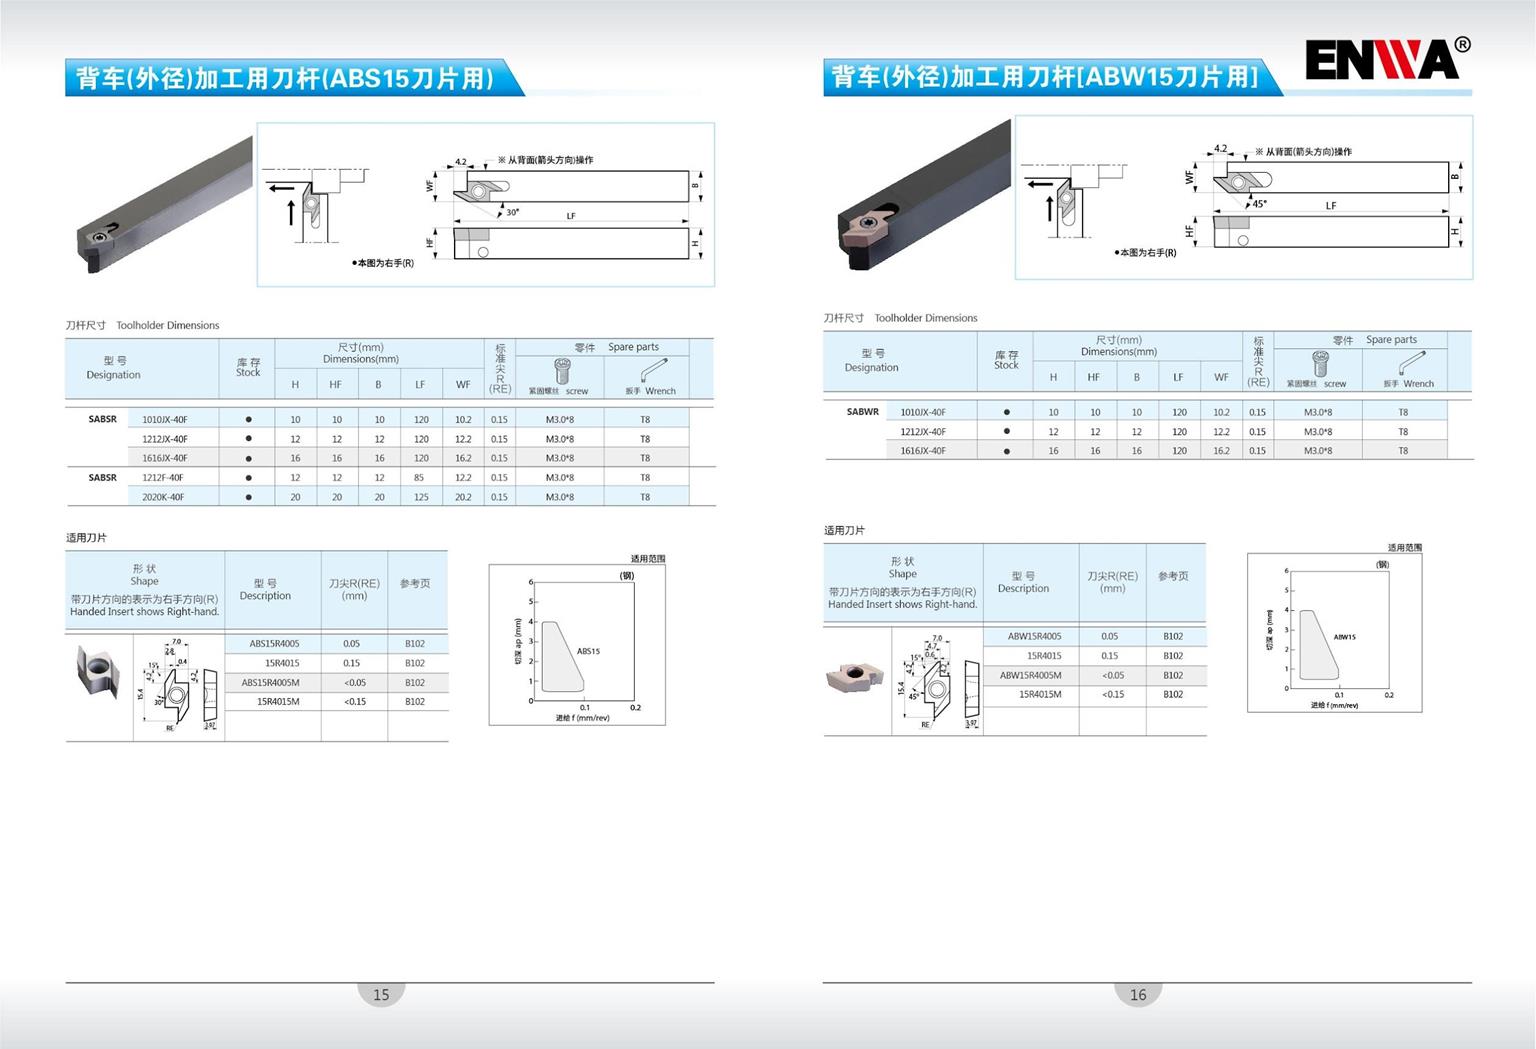 背车(外径)加工用刀杆(ABS15刀片用)
4.2
※ 从背面(箭头方向)操作
WF
B
30°
LF
HF
H
●本图为右手(R)
刀杆尺寸 Toolholder Dimensions
型 号
Designation
库 存
Stock
尺寸(mm)
Dimensions(mm)
H HF B LF WF
标准尖R(RE)
零件 Spare parts
紧固螺丝 screw
扳手 Wrench
SABSR 1010JX-40F ● 10 10 10 120 10.2 0.15 M3.0*8 T8
1212JX-40F ● 12 12 12 120 12.2 0.15 M3.0*8 T8
1616JX-40F ● 16 16 16 120 16.2 0.15 M3.0*8 T8
SABSR 1212F-40F ● 12 12 12 85 12.2 0.15 M3.0*8 T8
2020K-40F ● 20 20 20 125 20.2 0.15 M3.0*8 T8
适用刀片
形 状
Shape
带刀片方向的表示为右手方向(R)
Handed Insert shows Right-hand.
型 号
Description
刀尖R(RE)
(mm)
参考页
ABS15R4005 0.05 B102
15R4015 0.15 B102
ABS15R4005M <0.05 B102
15R4015M <0.15 B102
7.0
2.8
15°
0.4
4.2
4.2
15.4
30°
RE
3.97
适用范围
(钢)
6
5
4
3
2
1
0
切深 ap (mm)
ABS15
0.1 0.2
进给 f (mm/rev)
15
ENWA®
背车(外径)加工用刀杆[ABW15刀片用]
4.2
※ 从背面(箭头方向)操作
WF
B
45°
LF
HF
H
●本图为右手(R)
刀杆尺寸 Toolholder Dimensions
型 号
Designation
库 存
Stock
尺寸(mm)
Dimensions(mm)
H HF B LF WF
标准尖R(RE)
零件 Spare parts
紧固螺丝 screw
扳手 Wrench
SABWR 1010JX-40F ● 10 10 10 120 10.2 0.15 M3.0*8 T8
1212JX-40F ● 12 12 12 120 12.2 0.15 M3.0*8 T8
1616JX-40F ● 16 16 16 120 16.2 0.15 M3.0*8 T8
适用刀片
形 状
Shape
带刀片方向的表示为右手方向(R)
Handed Insert shows Right-hand.
型 号
Description
刀尖R(RE)
(mm)
参考页
ABW15R4005 0.05 B102
15R4015 0.15 B102
ABW15R4005M <0.05 B102
15R4015M <0.15 B102
7.0
4.7
15°
0.6
4.2
4.2
15.4
45°
RE
3.97
适用范围
(钢)
6
5
4
3
2
1
0
切深 ap (mm)
ABW15
0.1 0.2
进给 f (mm/rev)
16